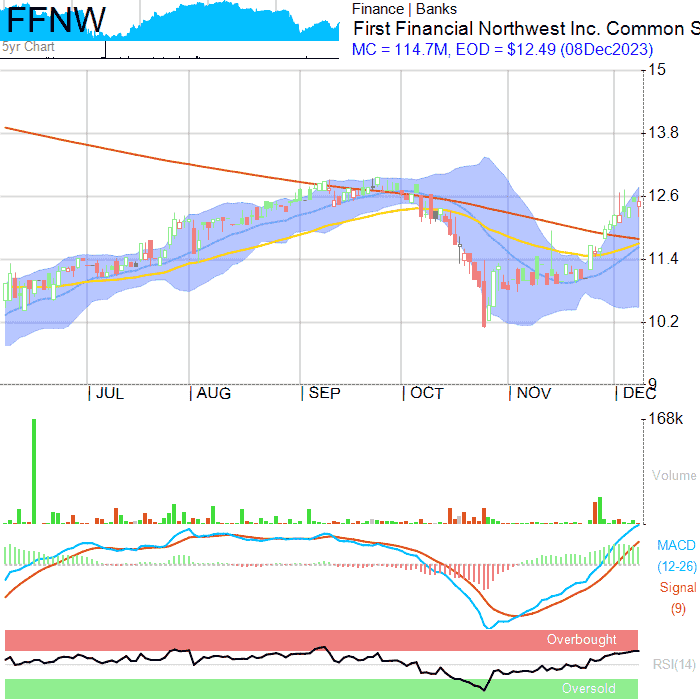 FFNW
5yr Chart
Finance | Banks
First Financial Northwest Inc. Common S
MC = 114.7M, EOD = $12.49 (08Dec2023)
15
13.8
12.6
11.4
10.2
9
JUL AUG SEP OCT NOV DEC
168k
Volume
MACD
(12-26)
Signal
(9)
Overbought
RSI(14)
Oversold